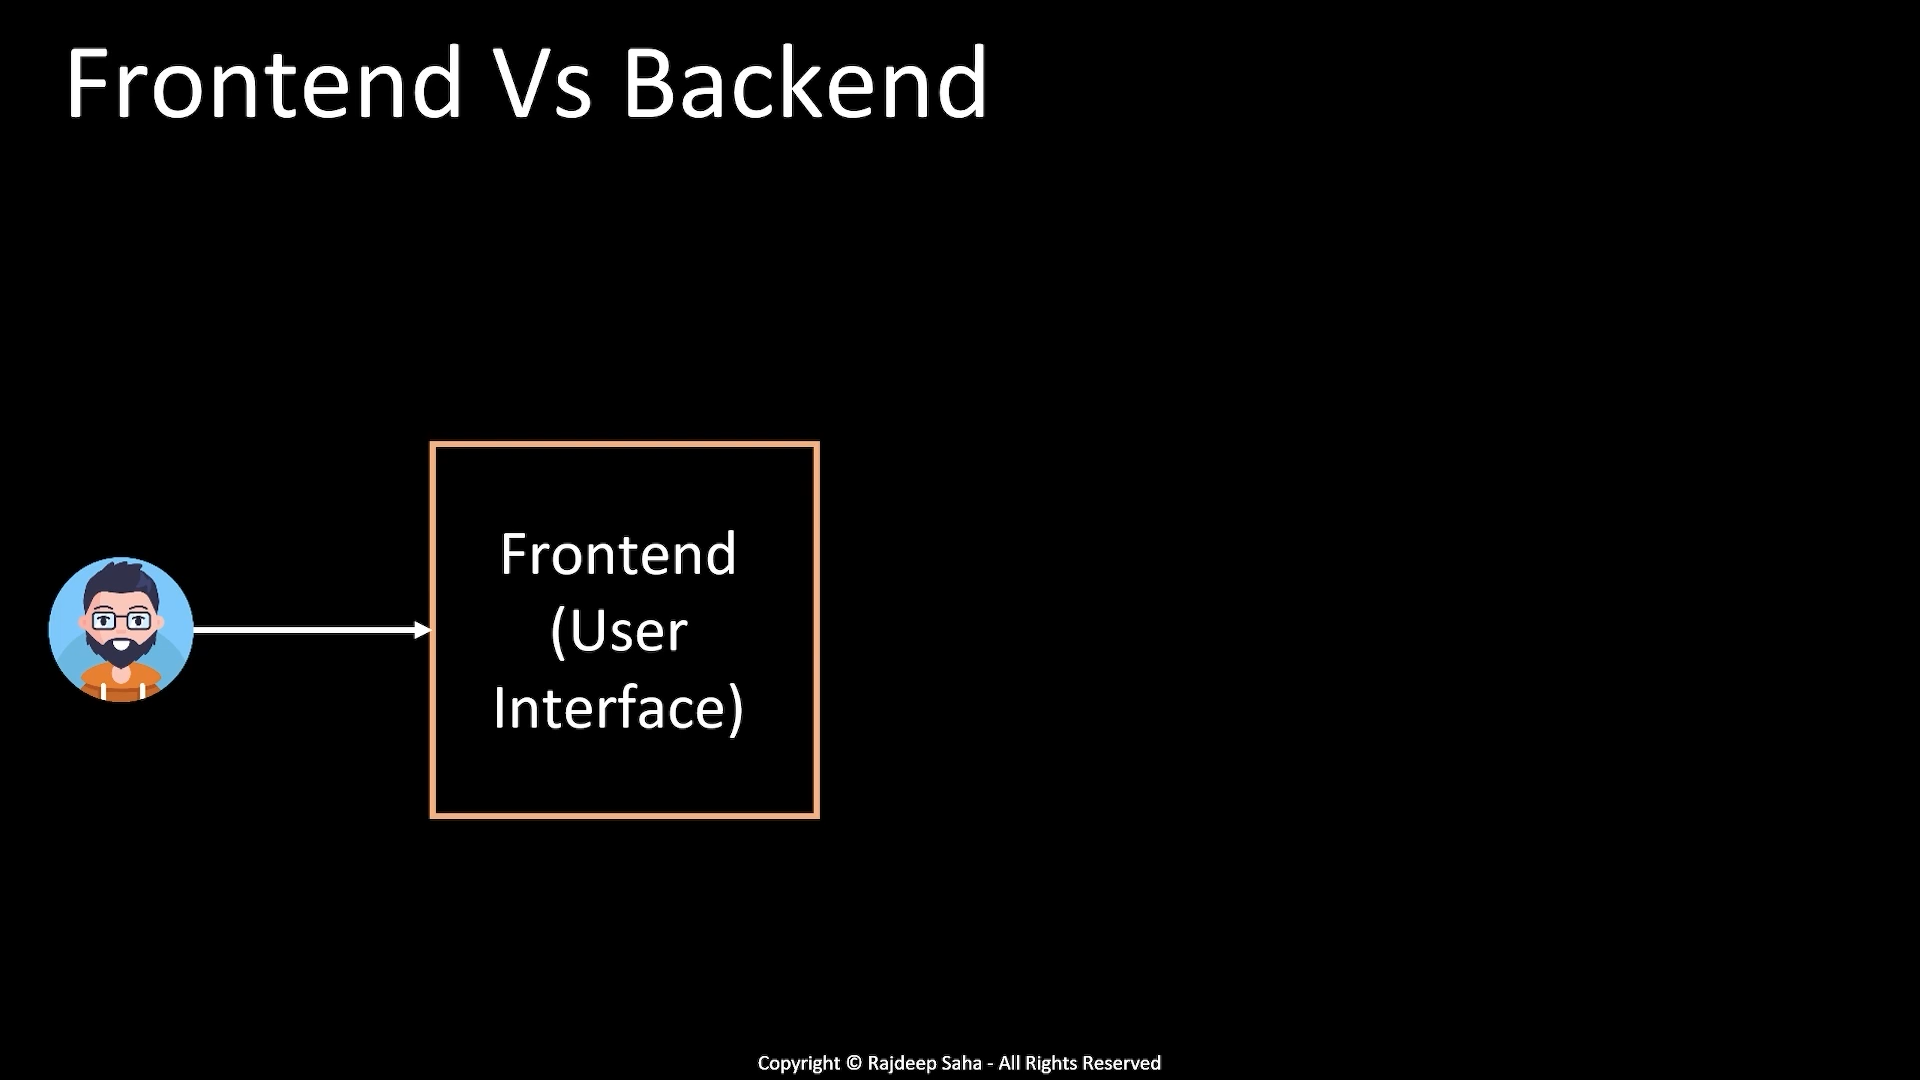 Frontend Vs Backend
Frontend
(User
Interface)
Copyright © Rajdeep Saha - All Rights Reserved